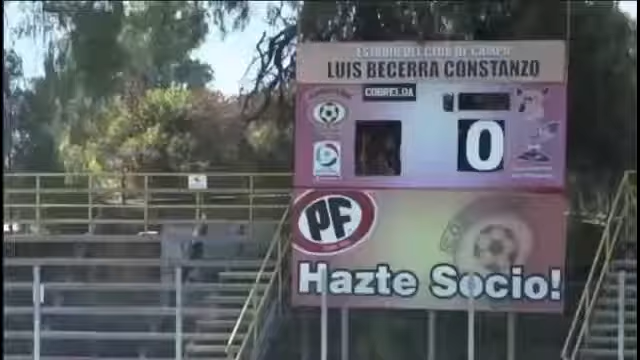 ESTADIO DEL CLUB DE CAMPO
LUIS BECERRA CONSTANZO
COBRELOA
0
PF
Hazte Socio!